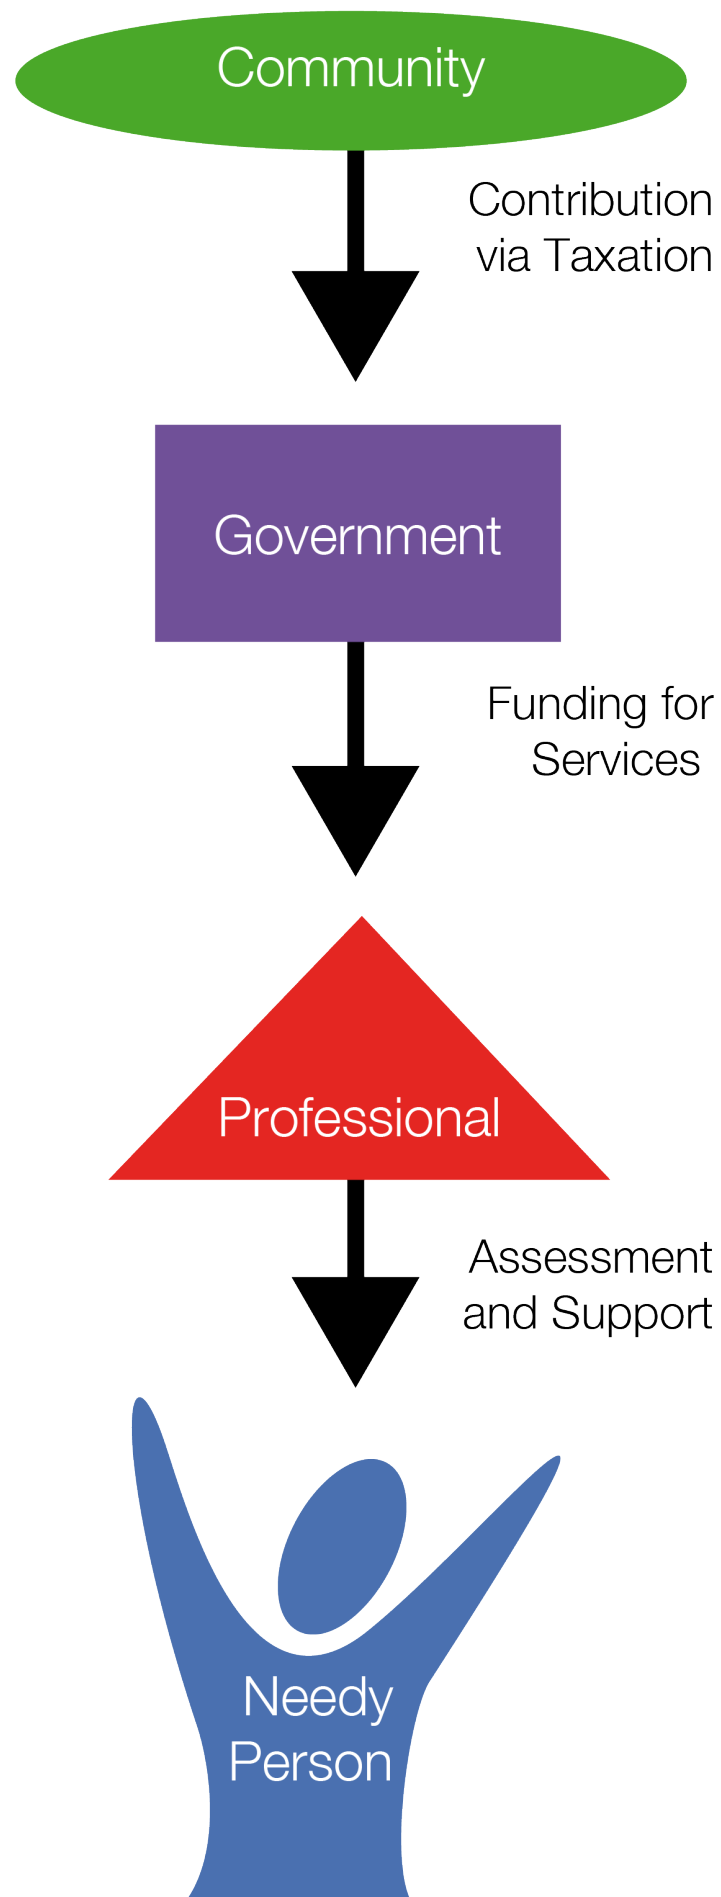 Community
Contribution
via Taxation
Government
Funding for
Services
Professional
Assessment
and Support
Needy
Person